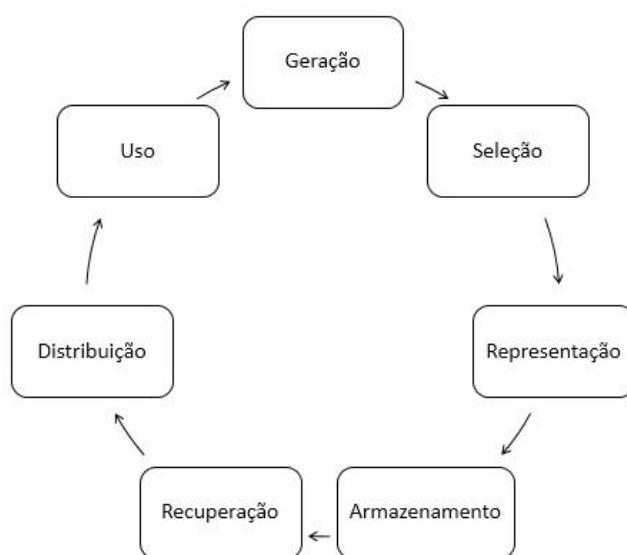 Geração
Seleção
Representação
Armazenamento
Recuperação
Distribuição
Uso